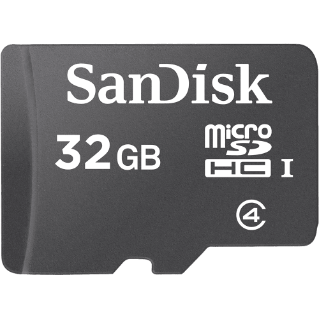 SanDisk
32 GB
micro
SD
HC I
4